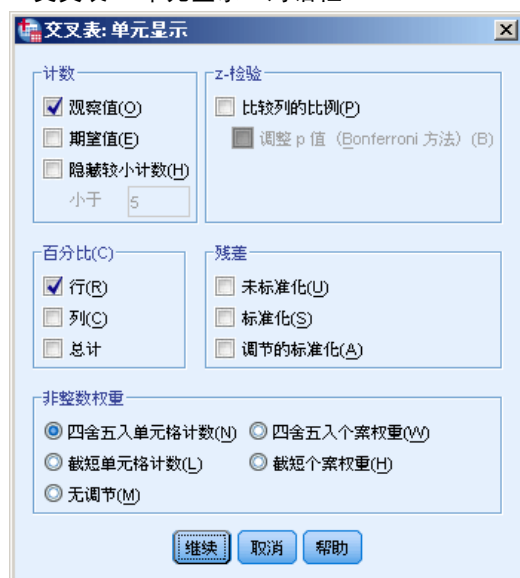 交叉表: 单元显示
计数
观察值(O)
期望值(E)
隐藏较小计数(H)
小于 5
z-检验
比较列的比例(P)
调整 p 值（Bonferroni 方法）(B)
百分比(C)
行(R)
列(C)
总计
残差
未标准化(U)
标准化(S)
调节的标准化(A)
非整数权重
四舍五入单元格计数(N) 四舍五入个案权重(W)
截短单元格计数(L) 截短个案权重(H)
无调节(M)
继续 取消 帮助